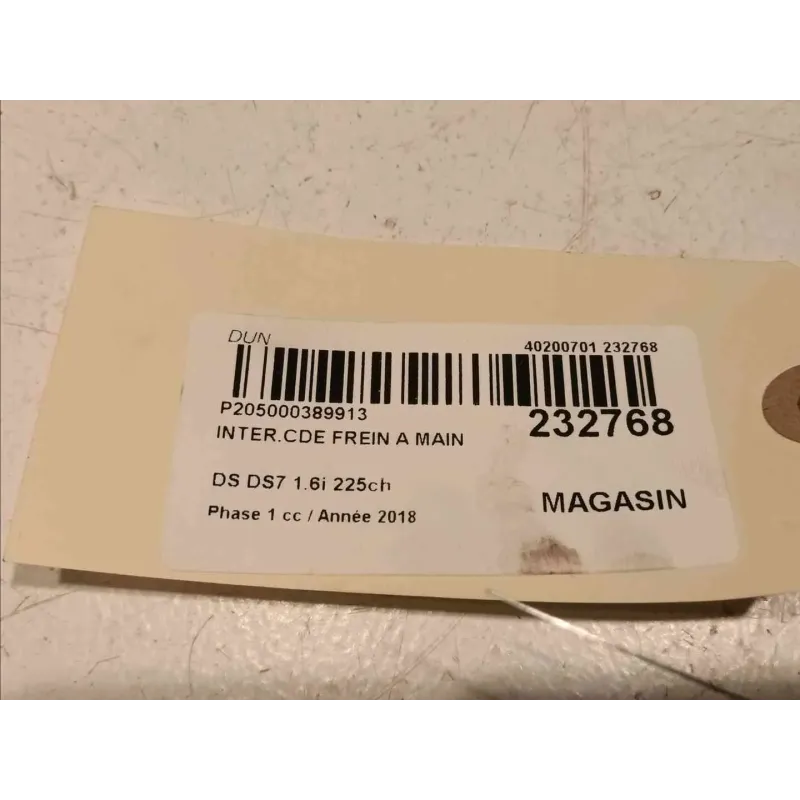 DUN
40200701 232768
P205000389913
232768
INTER.CDE FREIN A MAIN
DS DS7 1.6i 225ch
MAGASIN
Phase 1 cc / Année 2018